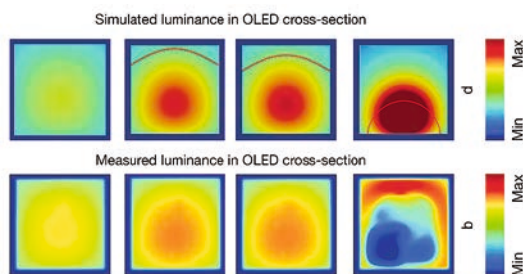 Simulated luminance in OLED cross-section
d
Max
Min
Measured luminance in OLED cross-section
b
Max
Min